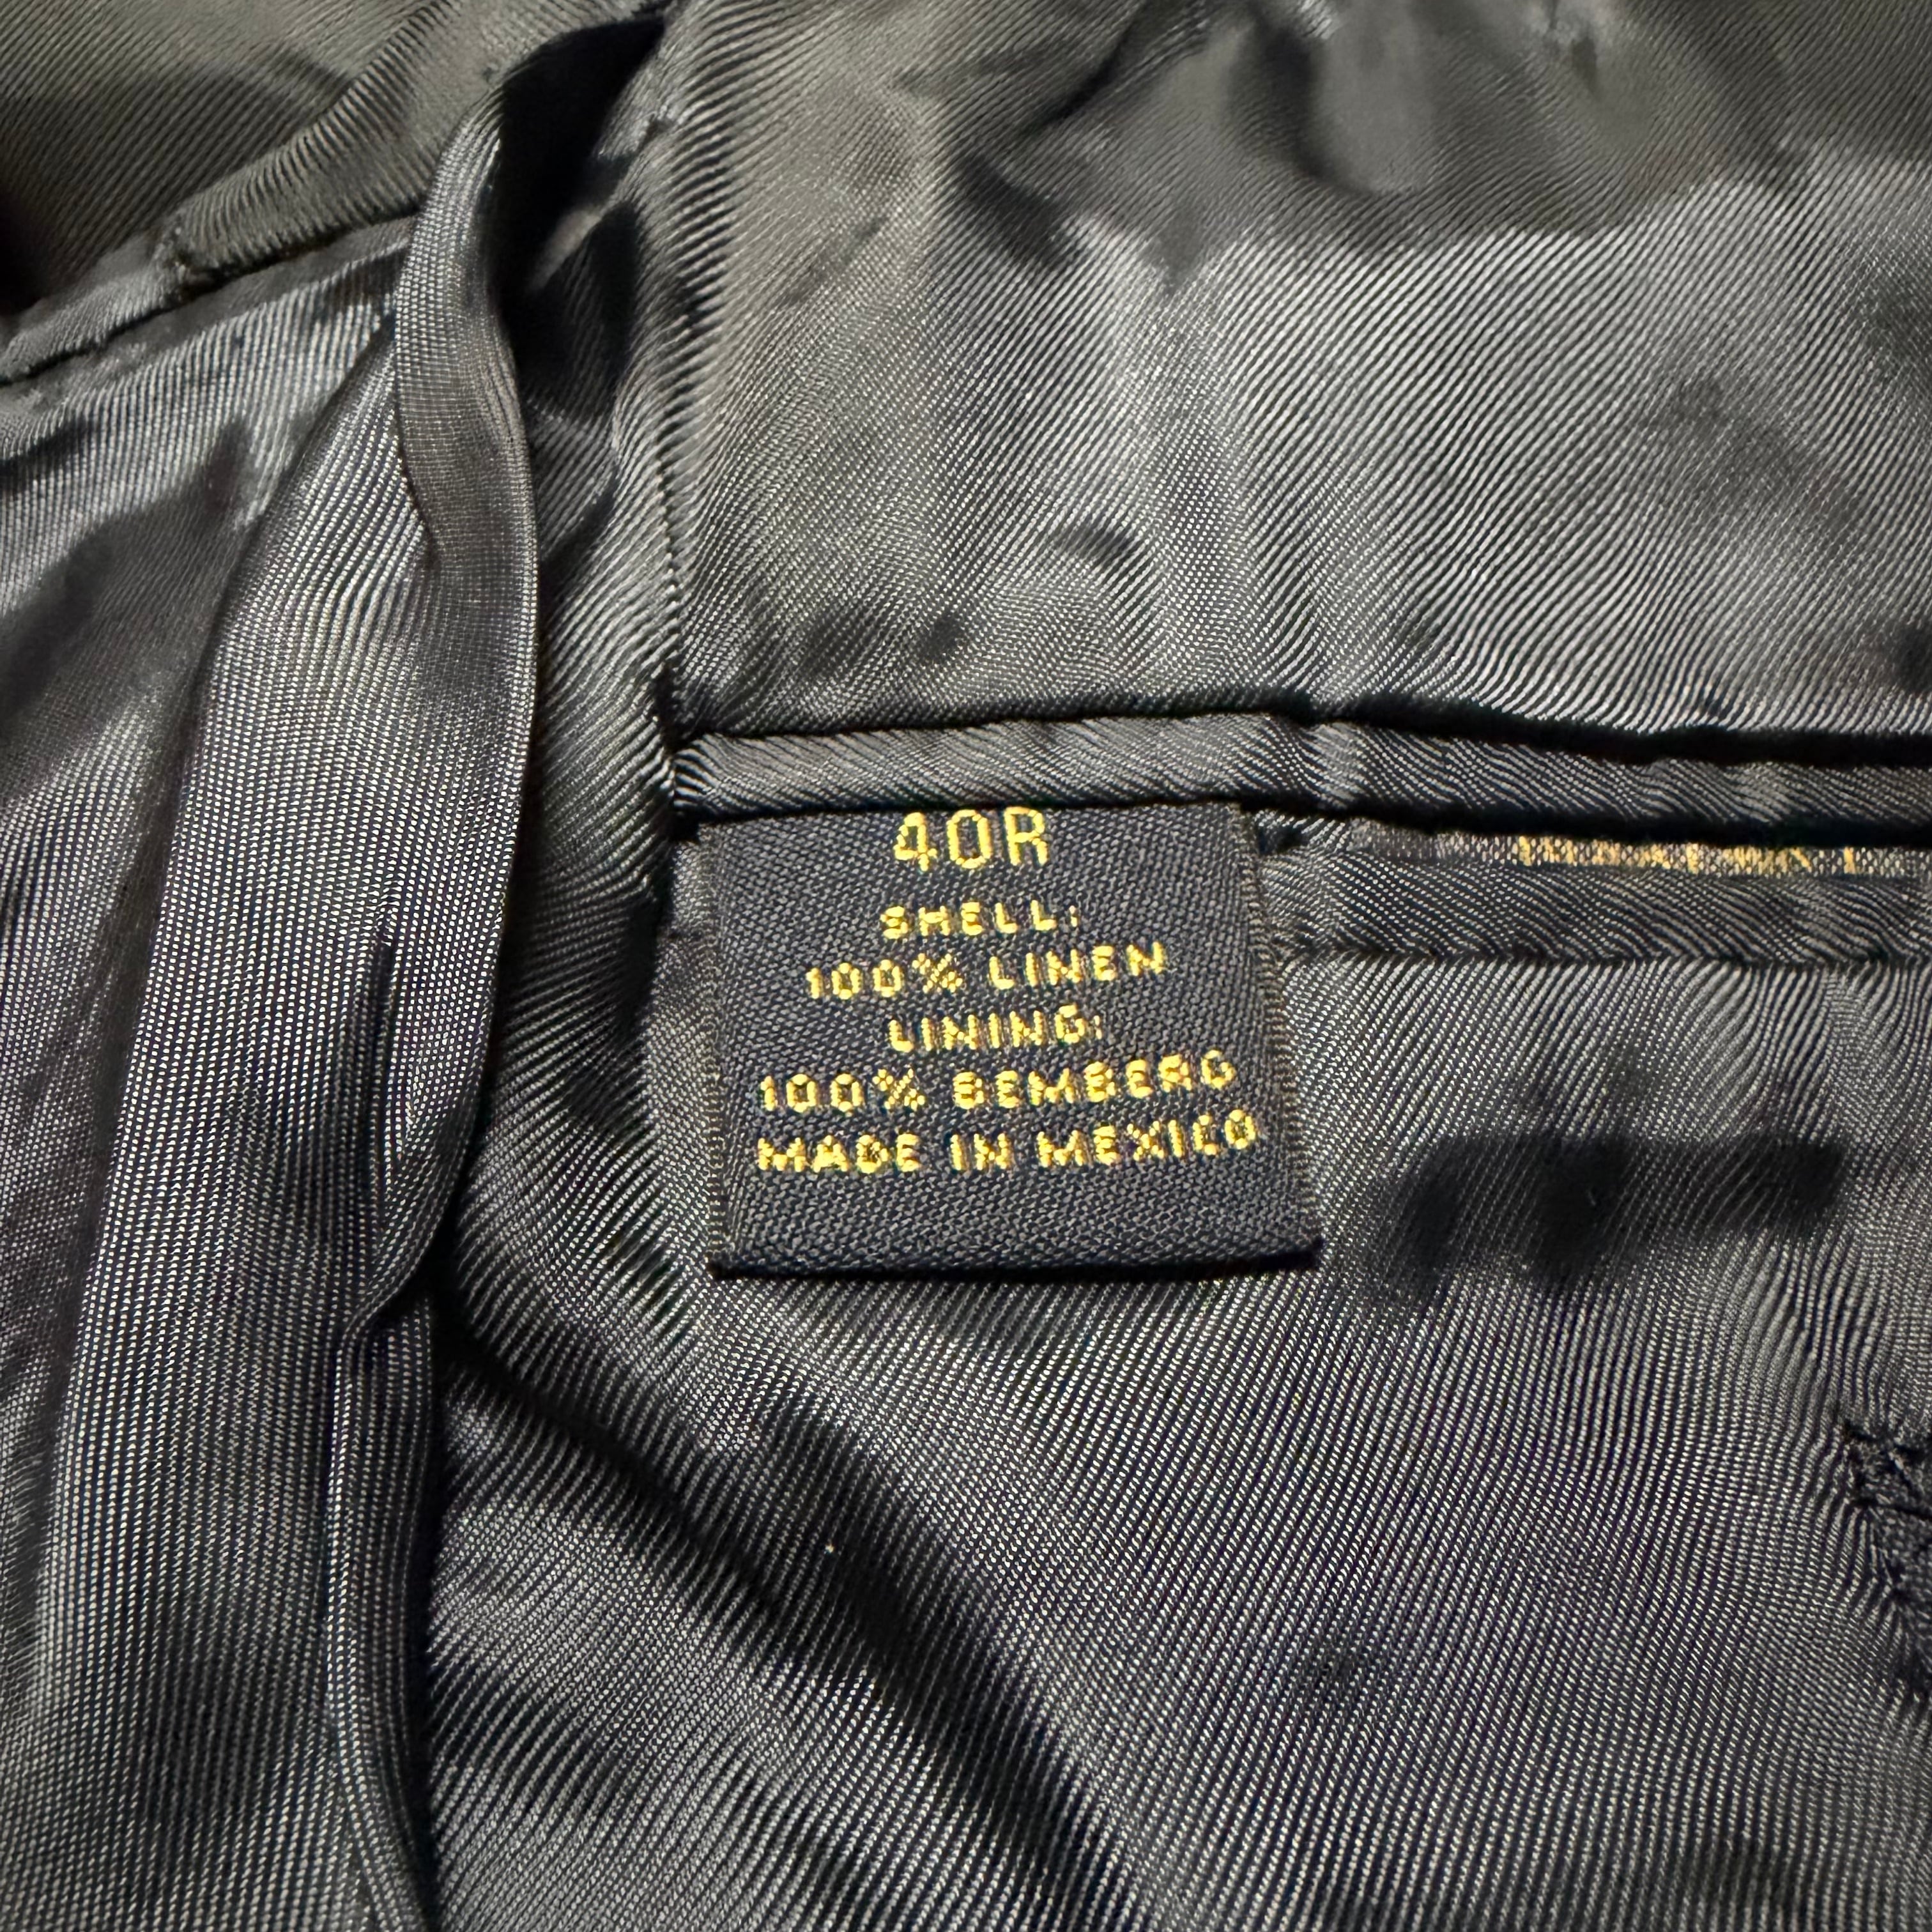 40R
SHELL:
100% LINEN
LINING:
100% BEMBERG
MADE IN MEXICO